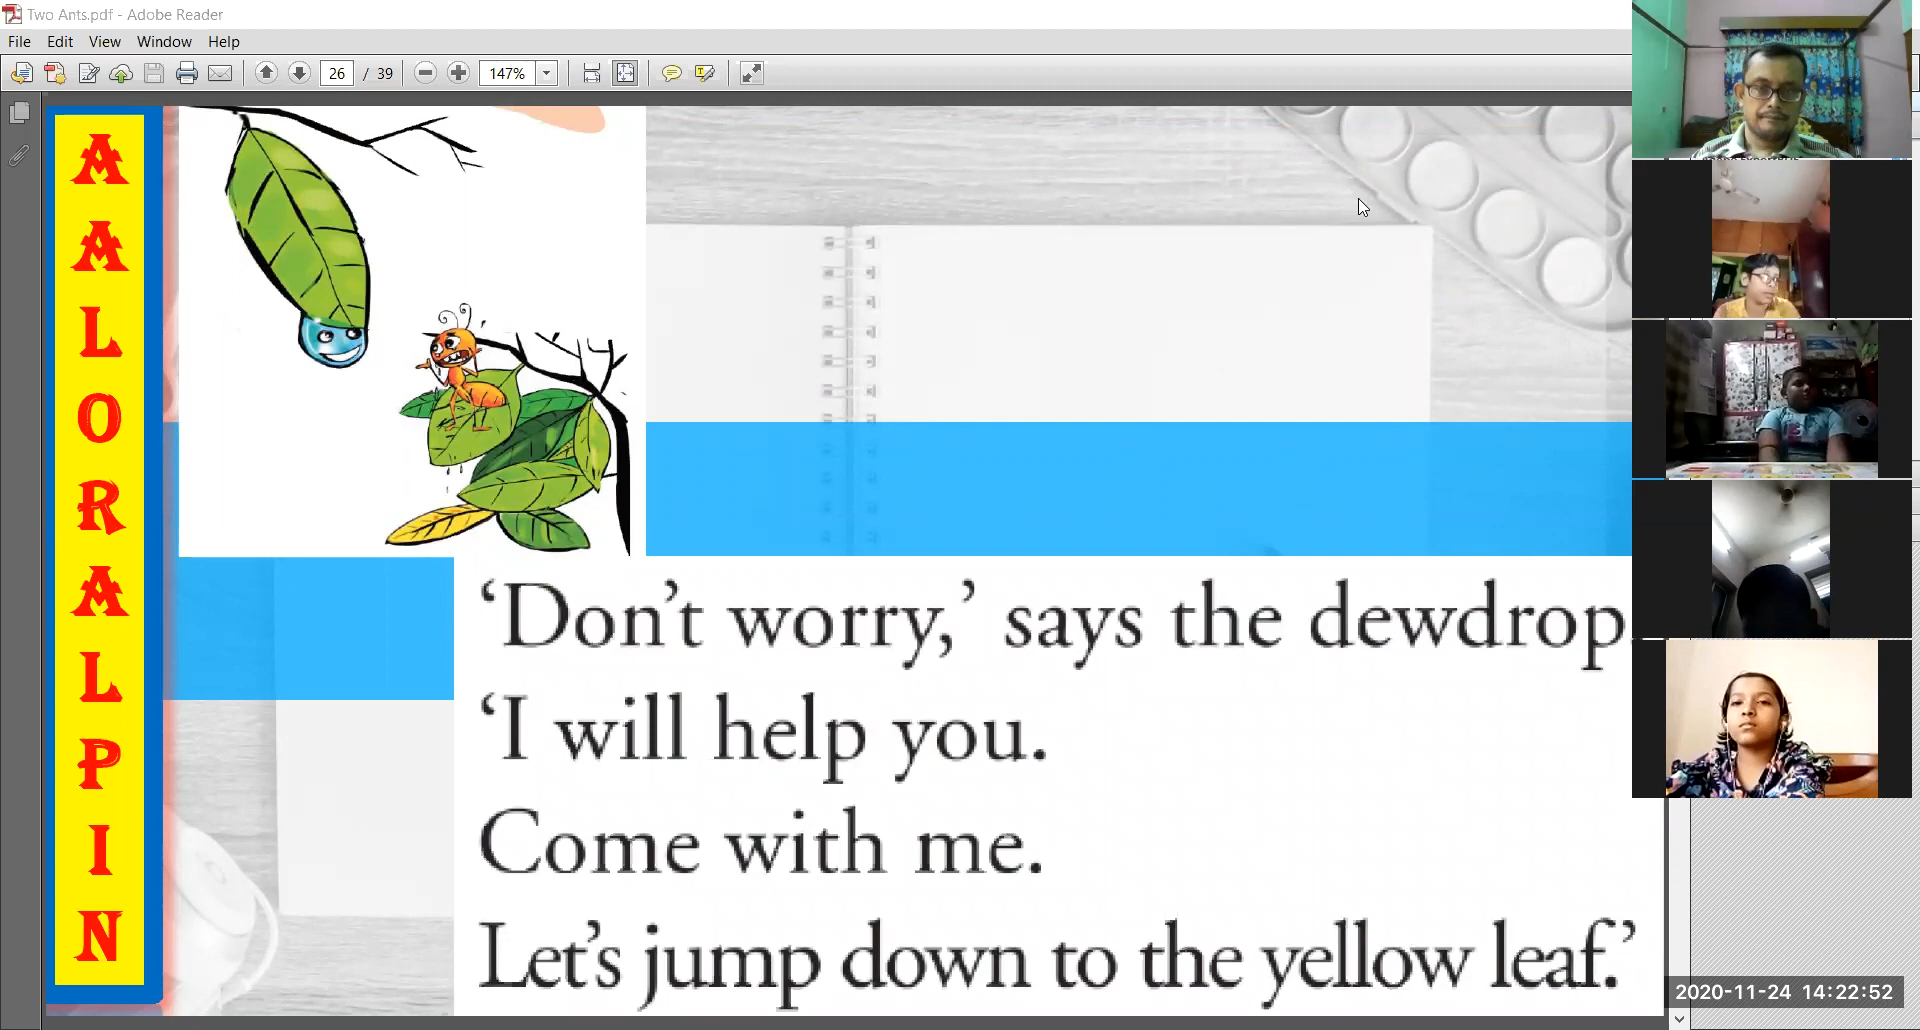 Two Ants.pdf - Adobe Reader
File Edit View Window Help
26 / 39 147%
A
A
L
O
R
A
L
P
I
N
‘Don’t worry,’ says the dewdrop
‘I will help you.
Come with me.
Let’s jump down to the yellow leaf.’
2020-11-24 14:22:52